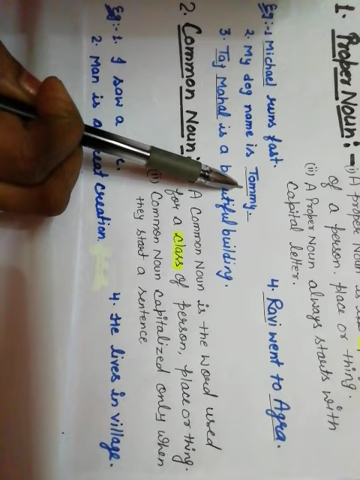 1. Proper Noun:-
of a person, place or thing.
(ii) A Proper Noun always starts with
Capital letter.
Eg:-1. Michael runs fast.
2. My dog name is Tommy
4. Ravi went to Agra.
3. Taj Mahal is a building.
2. Common Noun:
A Common Noun is the word used
for a class of person, place or thing.
(ii) Common Noun capitalized only when
they start a sentence
Eg:- 1. I saw a
4. He lives in village.
2. Man is a creation